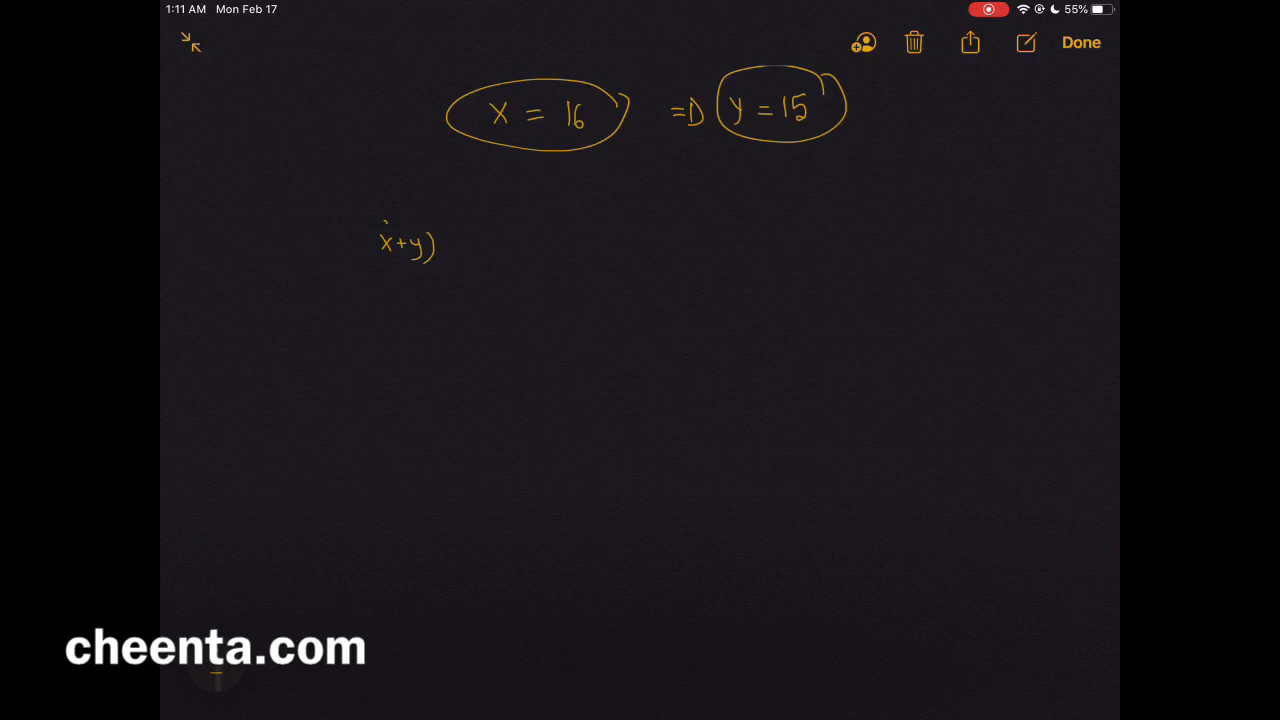 1:11 AM Mon Feb 17 55%
Done
x = 16 => y = 15
x+y)
cheenta.com